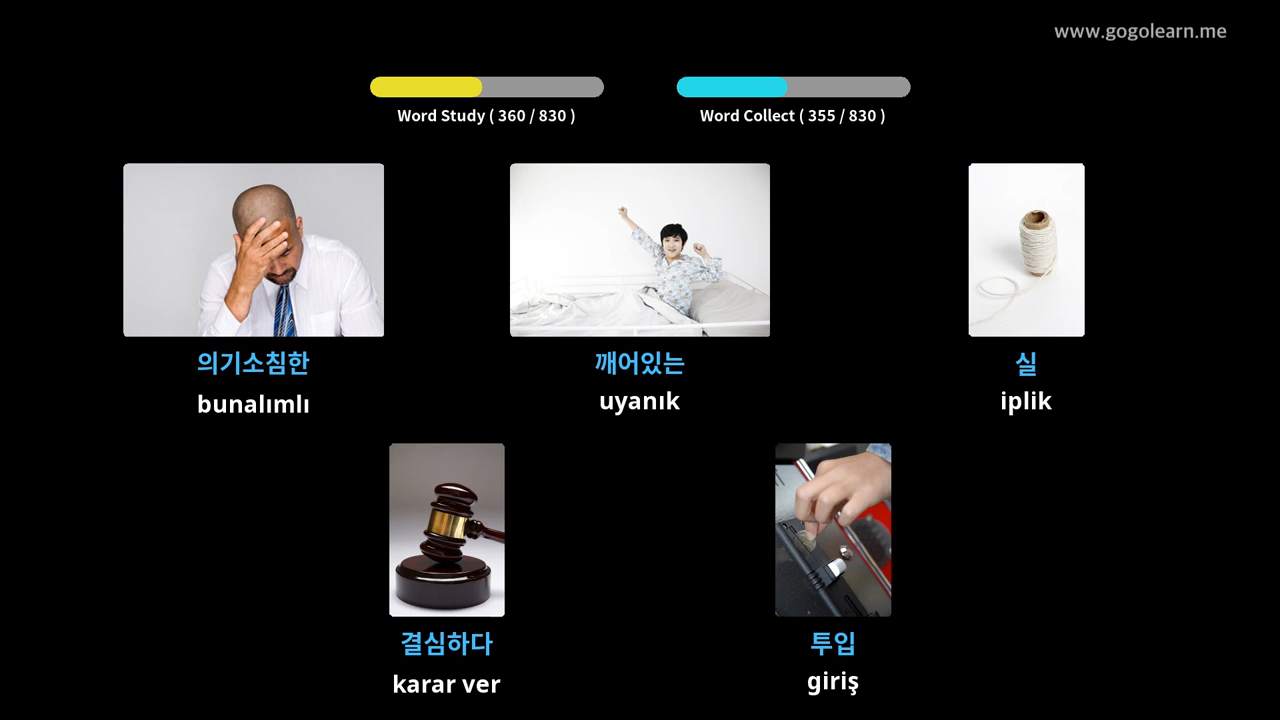 www.gogolearn.me
Word Study ( 360 / 830 )
Word Collect ( 355 / 830 )
의기소침한
bunalımlı
깨어있는
uyanık
실
iplik
결심하다
karar ver
투입
giriş